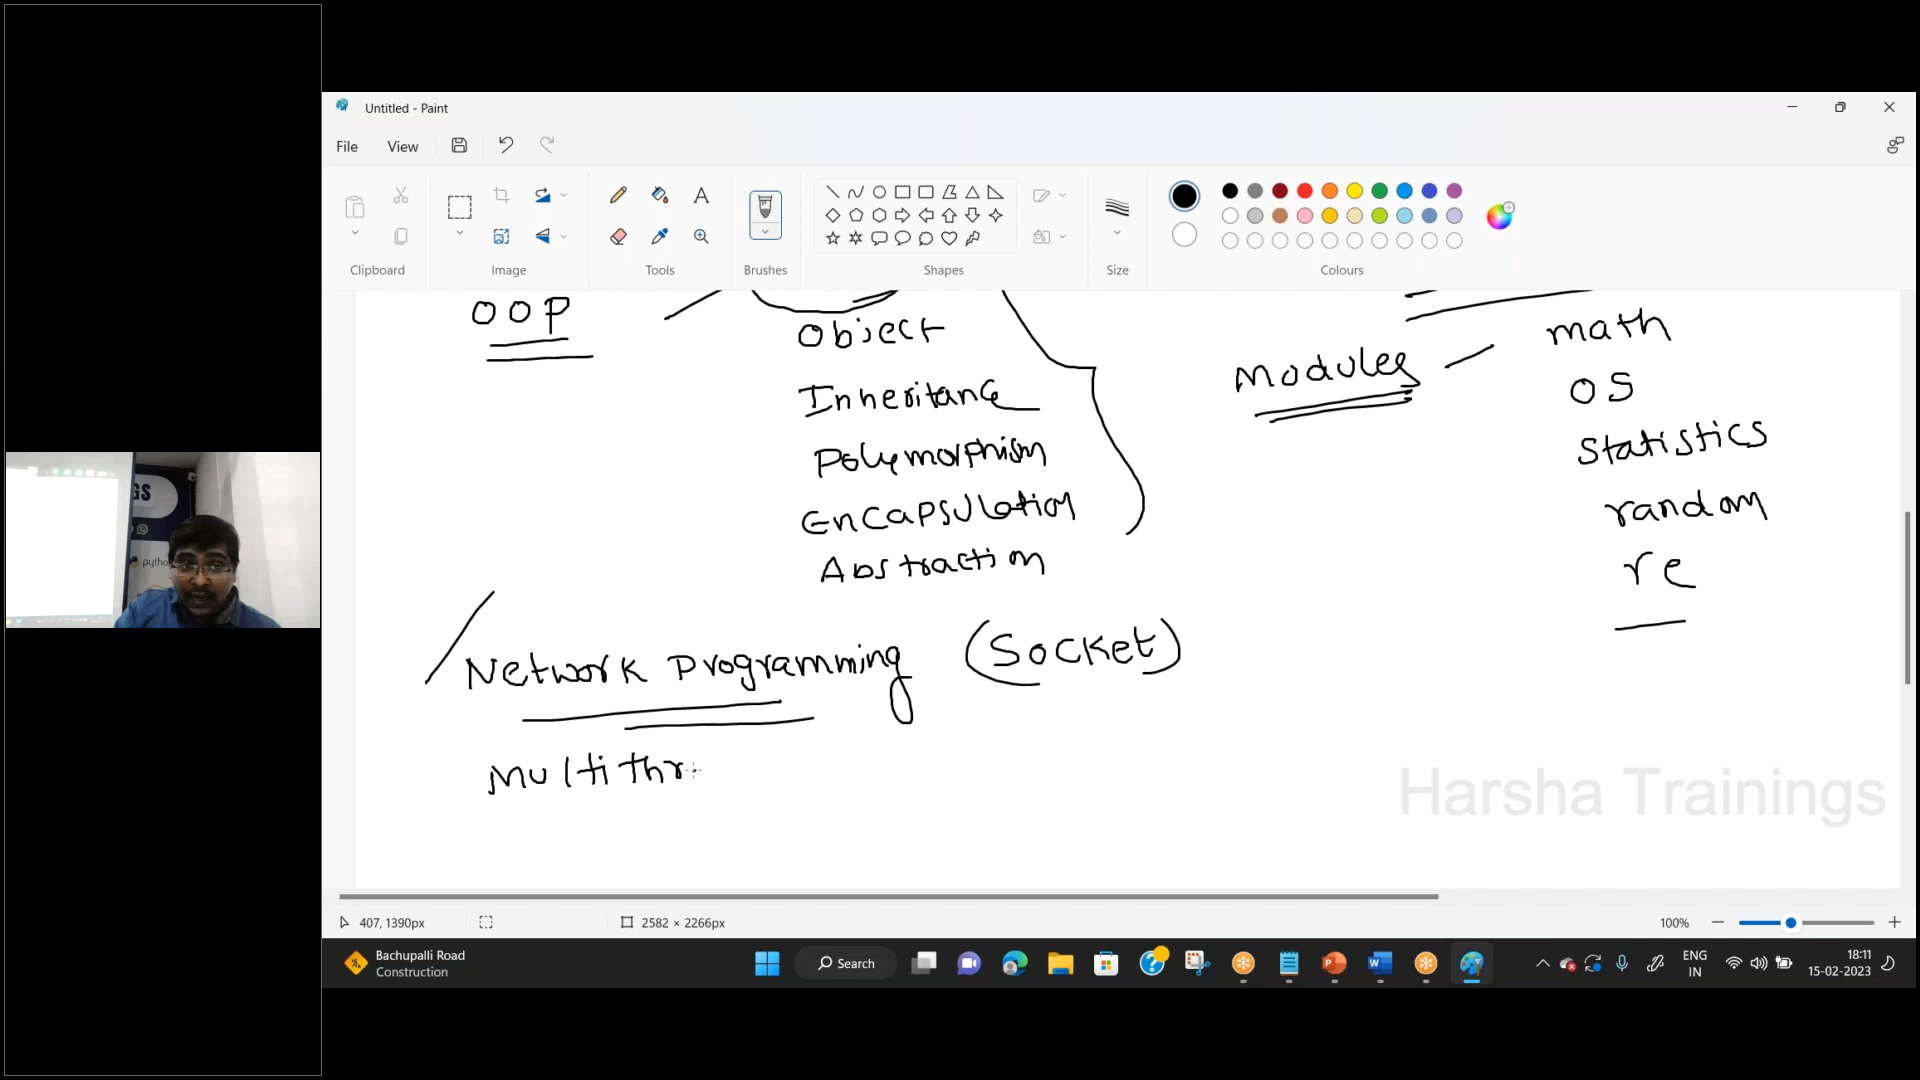 Untitled - Paint
File View
Clipboard Image Tools Brushes Shapes Size Colours
OOP
Object
Inheritance
Polymorphism
Encapsulation
Abstraction
Modules
math
OS
Statistics
random
re
Network Programming (Socket)
MultiThr
GS
python
Harsha Trainings
407, 1390px
2582 × 2266px
100%
Bachupalli Road
Construction
Search
ENG
IN
18:11
15-02-2023